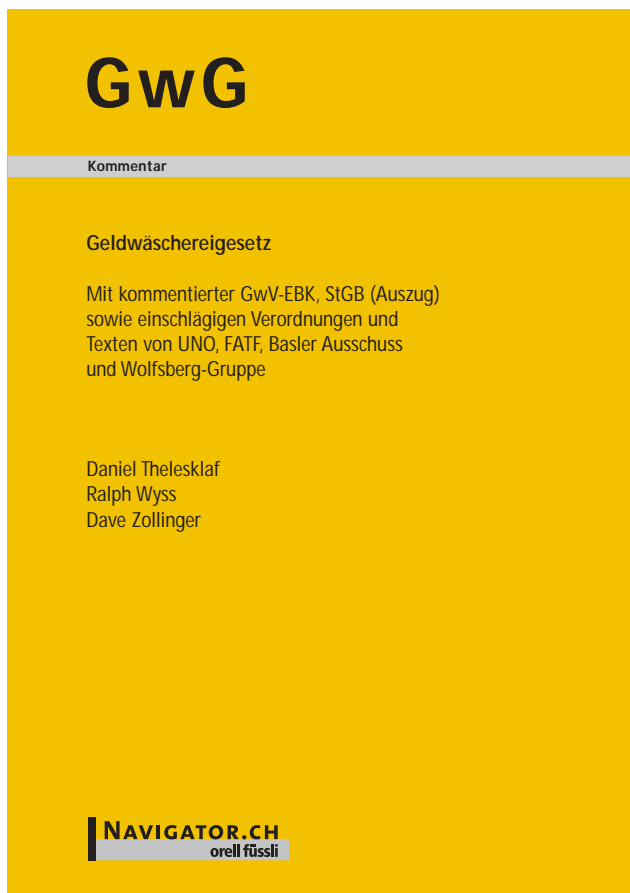 GwG
Kommentar
Geldwäschereigesetz
Mit kommentierter GwV-EBK, StGB (Auszug)
sowie einschlägigen Verordnungen und
Texten von UNO, FATF, Basler Ausschuss
und Wolfsberg-Gruppe
Daniel Thelesklaf
Ralph Wyss
Dave Zollinger
NAVIGATOR.CH
orell füssli